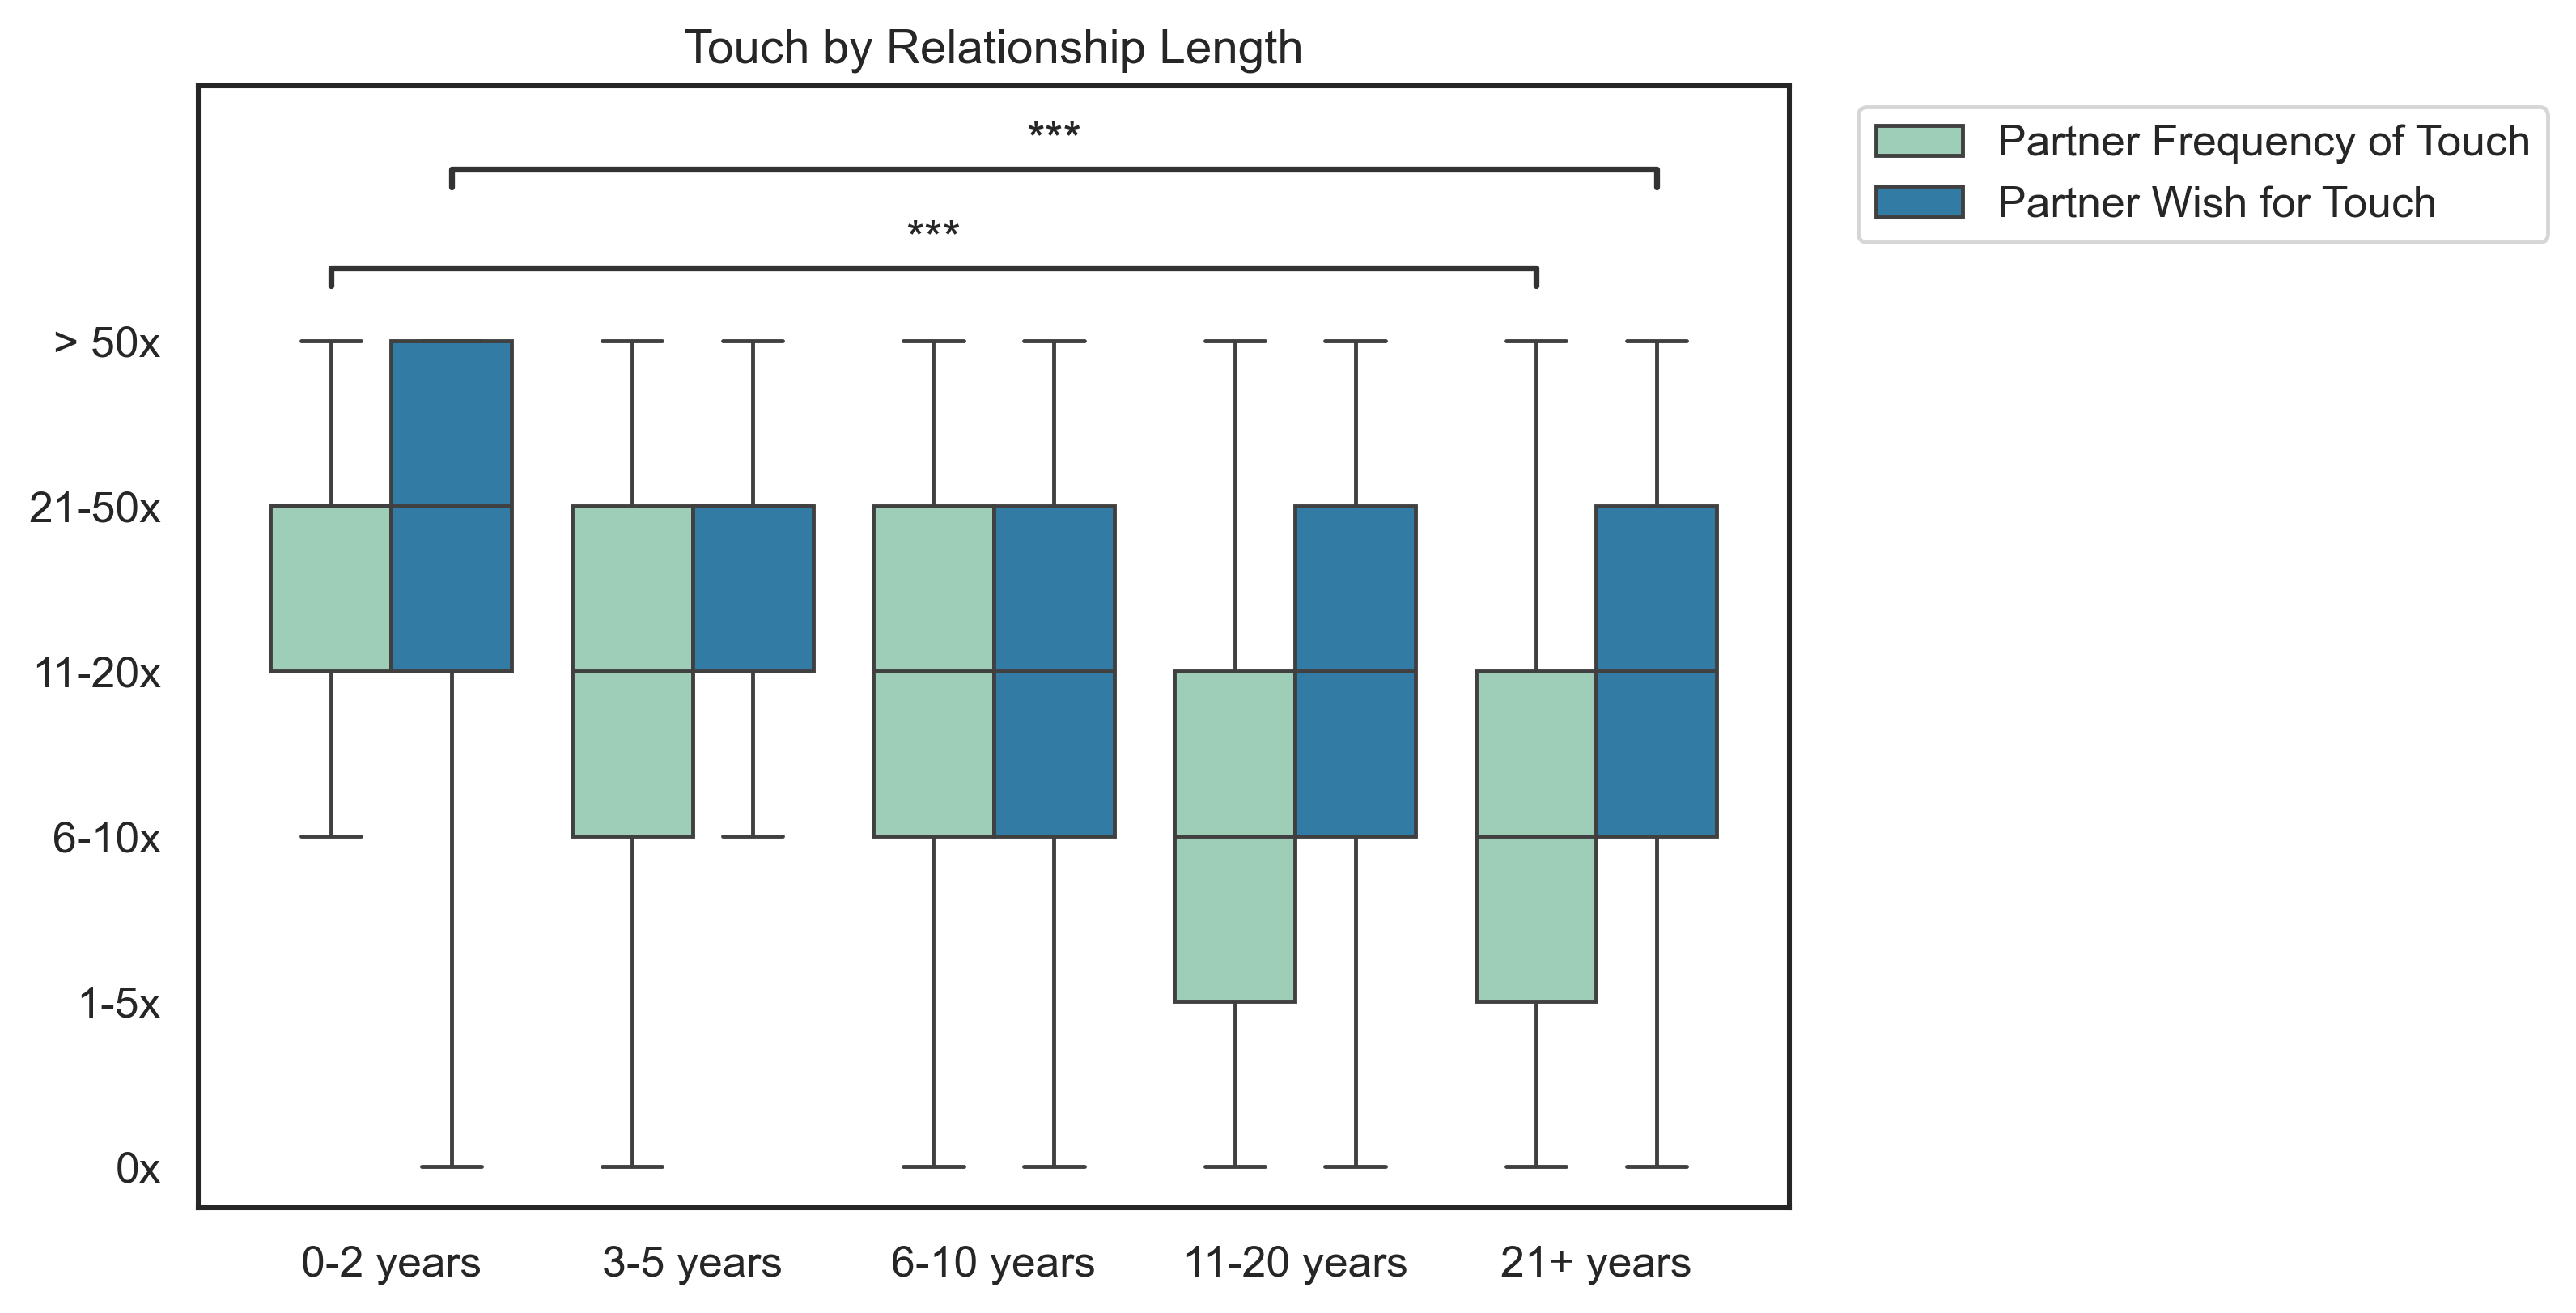 Touch by Relationship Length
***
***
Partner Frequency of Touch
Partner Wish for Touch
> 50x
21-50x
11-20x
6-10x
1-5x
0x
0-2 years
3-5 years
6-10 years
11-20 years
21+ years